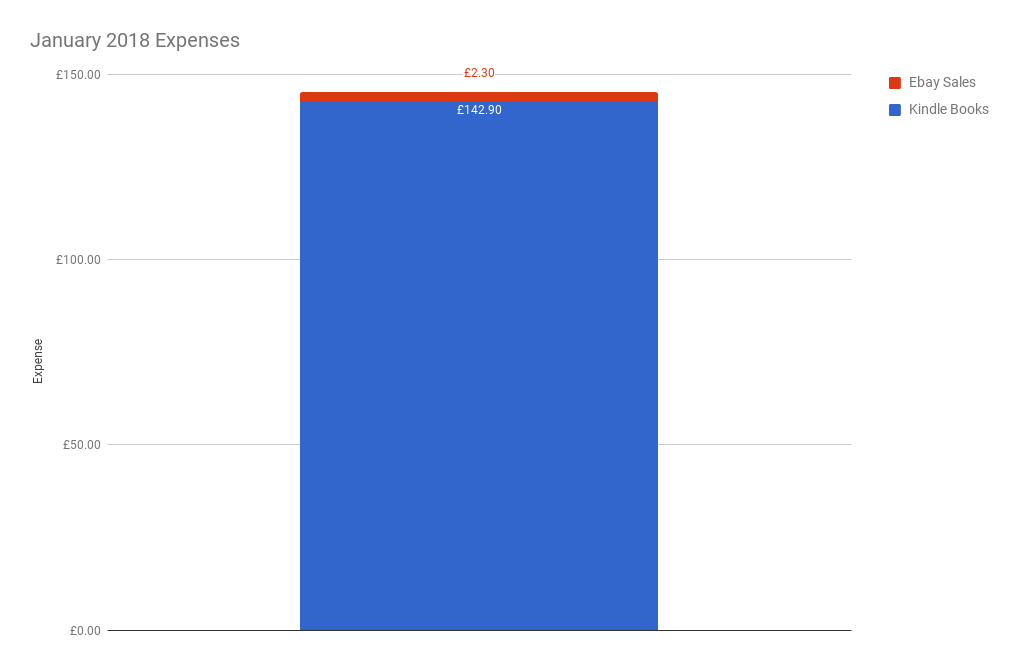 January 2018 Expenses
£150.00
£2.30
Ebay Sales
£142.90
Kindle Books
£100.00
Expense
£50.00
£0.00